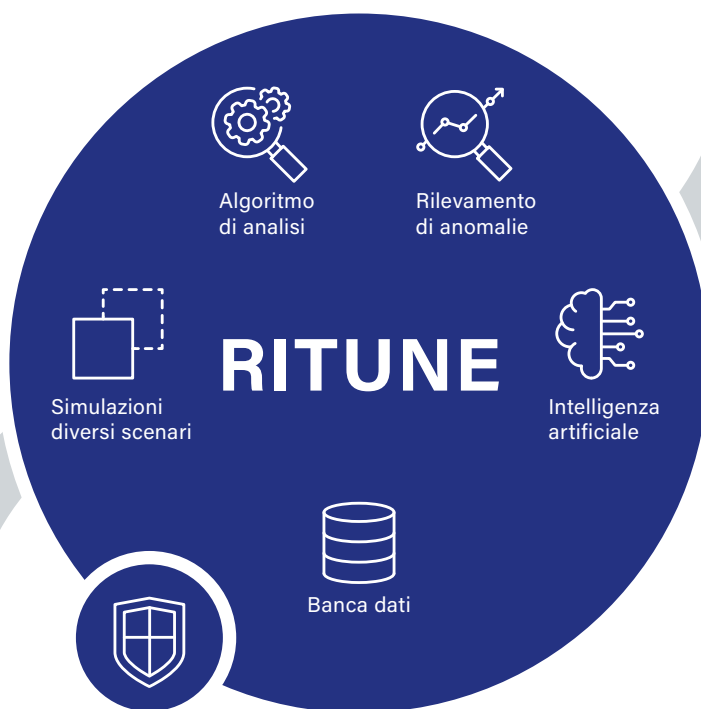 Algoritmo
di analisi
Rilevamento
di anomalie
RITUNE
Simulazioni
diversi scenari
Intelligenza
artificiale
Banca dati